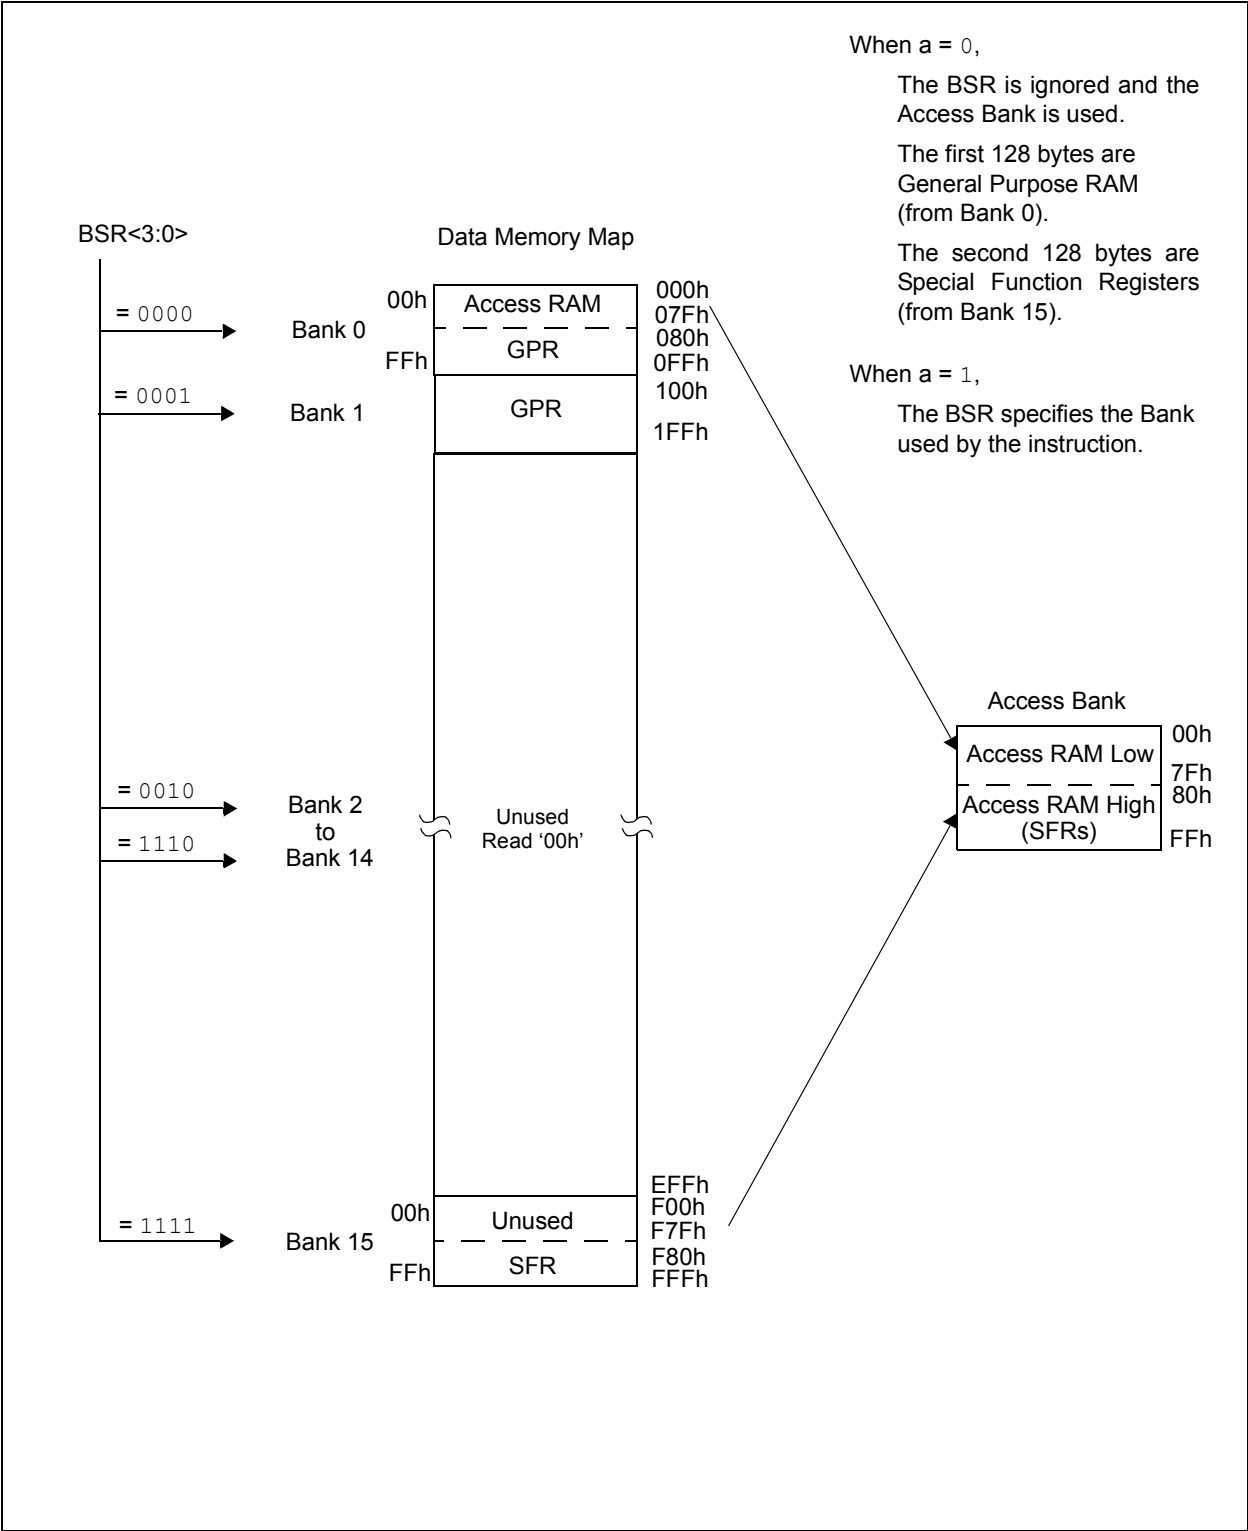 When a = 0,
The BSR is ignored and the
Access Bank is used.
The first 128 bytes are
General Purpose RAM
(from Bank 0).
The second 128 bytes are
Special Function Registers
(from Bank 15).
When a = 1,
The BSR specifies the Bank
used by the instruction.
BSR<3:0>
= 0000
Bank 0
= 0001
Bank 1
= 0010
Bank 2
to
Bank 14
= 1110
= 1111
Bank 15
Data Memory Map
00h
Access RAM
000h
07Fh
FFh
GPR
080h
0FFh
GPR
100h
1FFh
Unused
Read ‘00h’
EFFh
00h
Unused
F00h
F7Fh
FFh
SFR
F80h
FFFh
Access Bank
Access RAM Low
00h
7Fh
Access RAM High
(SFRs)
80h
FFh